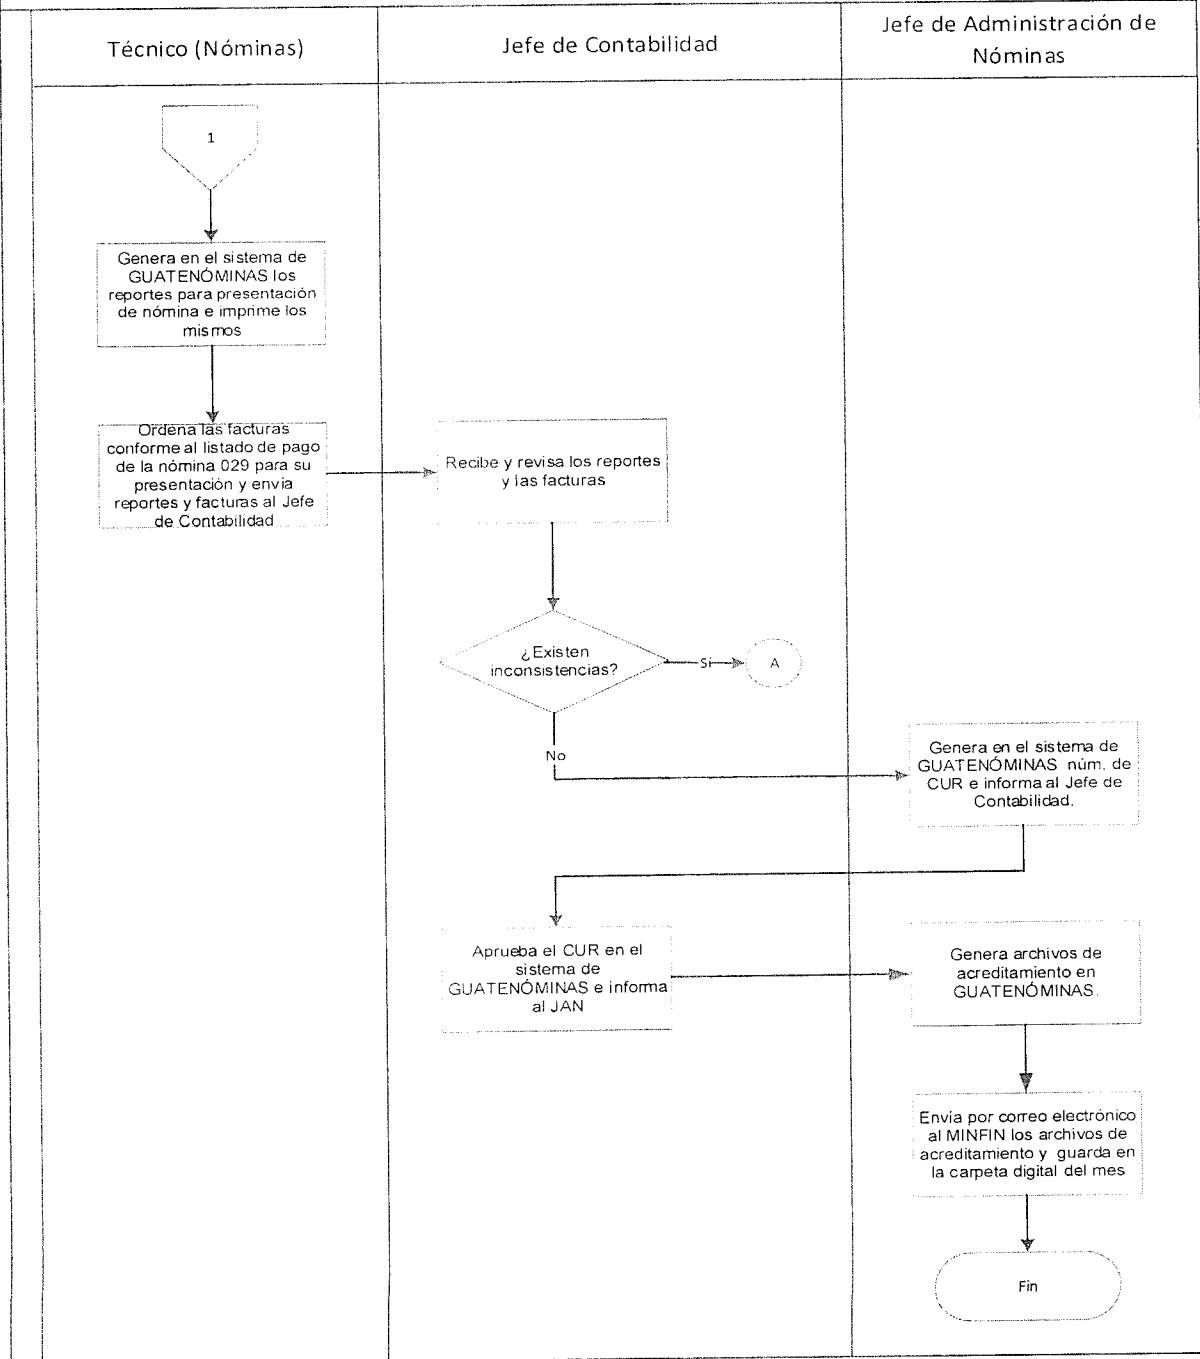 Técnico (Nóminas)
Jefe de Contabilidad
Jefe de Administración de
Nóminas
1
Genera en el sistema de
GUATENÓMINAS los
reportes para presentación
de nómina e imprime los
mismos
Ordena las facturas
conforme al listado de pago
de la nómina 029 para su
presentación y envia
reportes y facturas al Jefe
de Contabilidad
Recibe y revisa los reportes
y las facturas
¿Existen
inconsistencias?
Sí
A
No
Genera en el sistema de
GUATENÓMINAS núm. de
CUR e informa al Jefe de
Contabilidad.
Aprueba el CUR en el
sistema de
GUATENÓMINAS e informa
al JAN
Genera archivos de
acreditamiento en
GUATENÓMINAS.
Envia por correo electrónico
al MINFIN los archivos de
acreditamiento y guarda en
la carpeta digital del mes
Fin